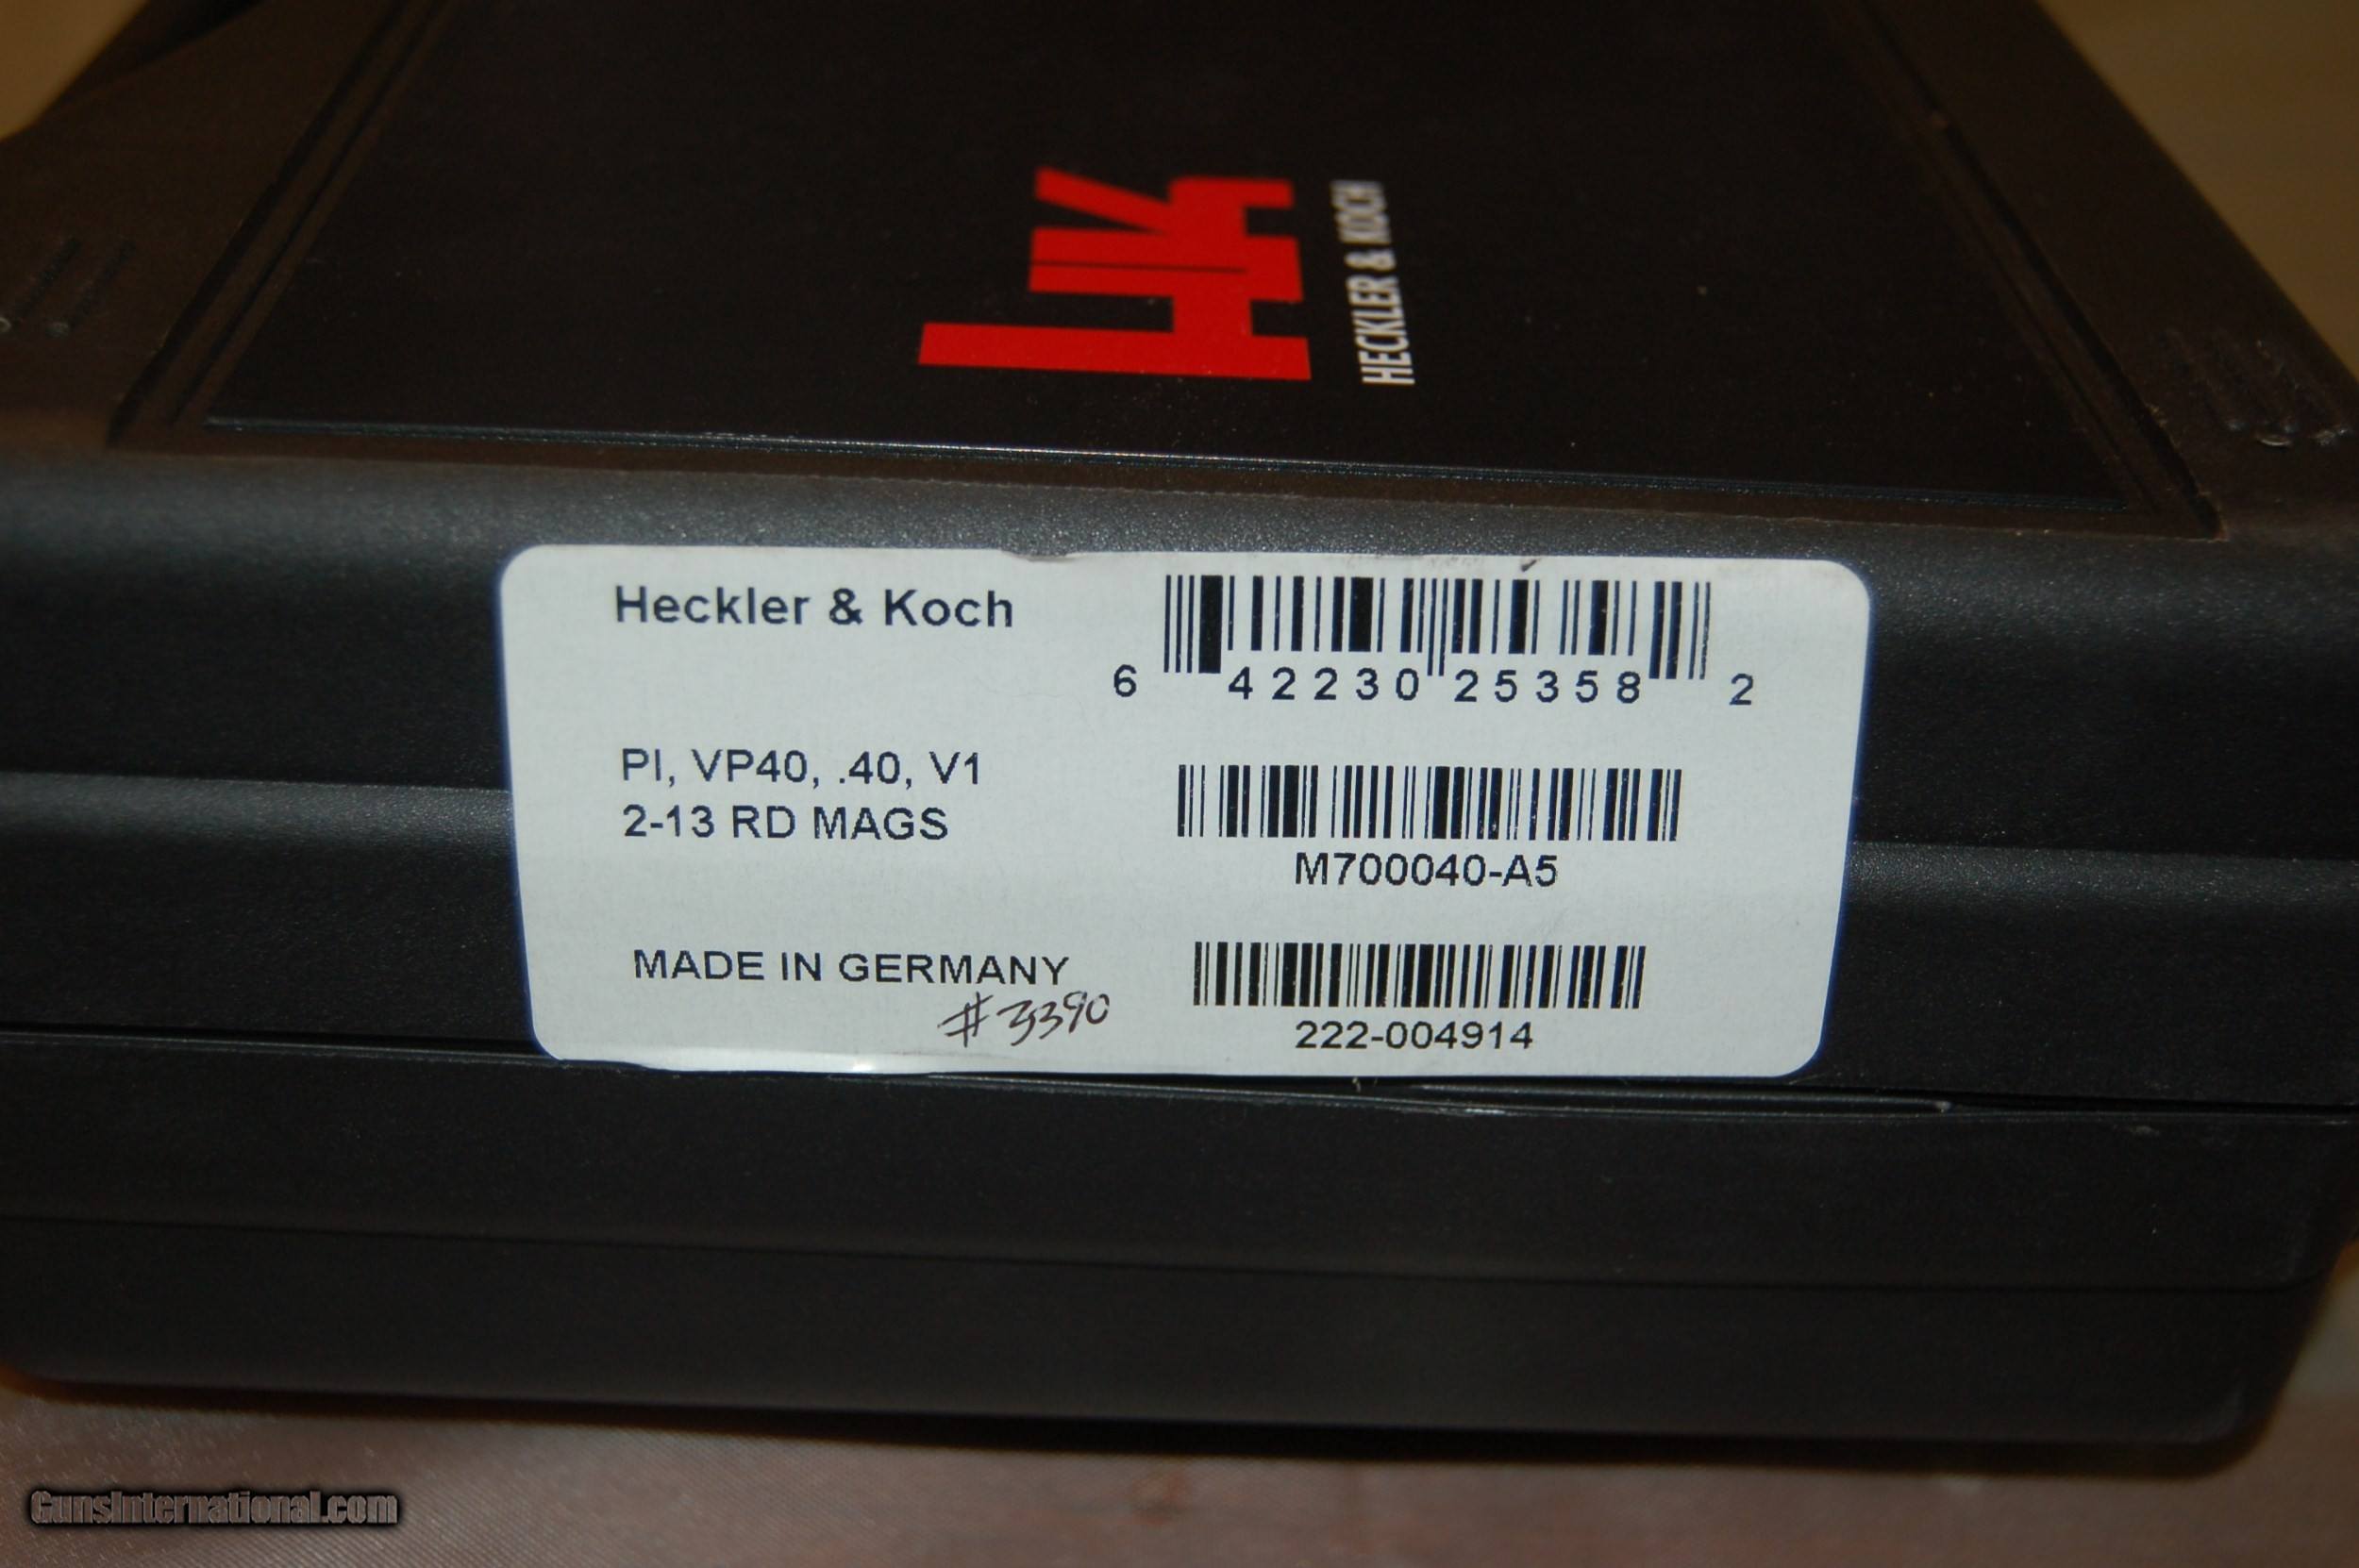 HK
HECKLER & KOCH
Heckler & Koch
6 42230 25358 2
PI, VP40, .40, V1
2-13 RD MAGS
M700040-A5
MADE IN GERMANY
#3390
222-004914
GunsInternational.com